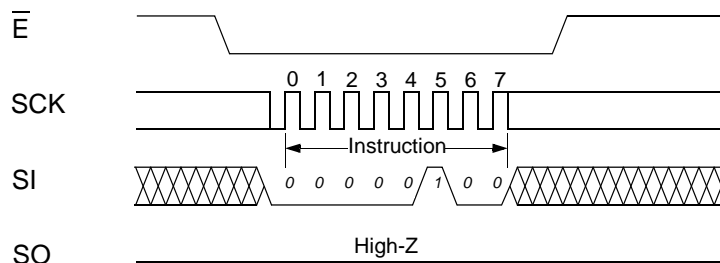 E
SCK
0 1 2 3 4 5 6 7
Instruction
SI
0 0 0 0 0 1 0 0
High-Z
SO